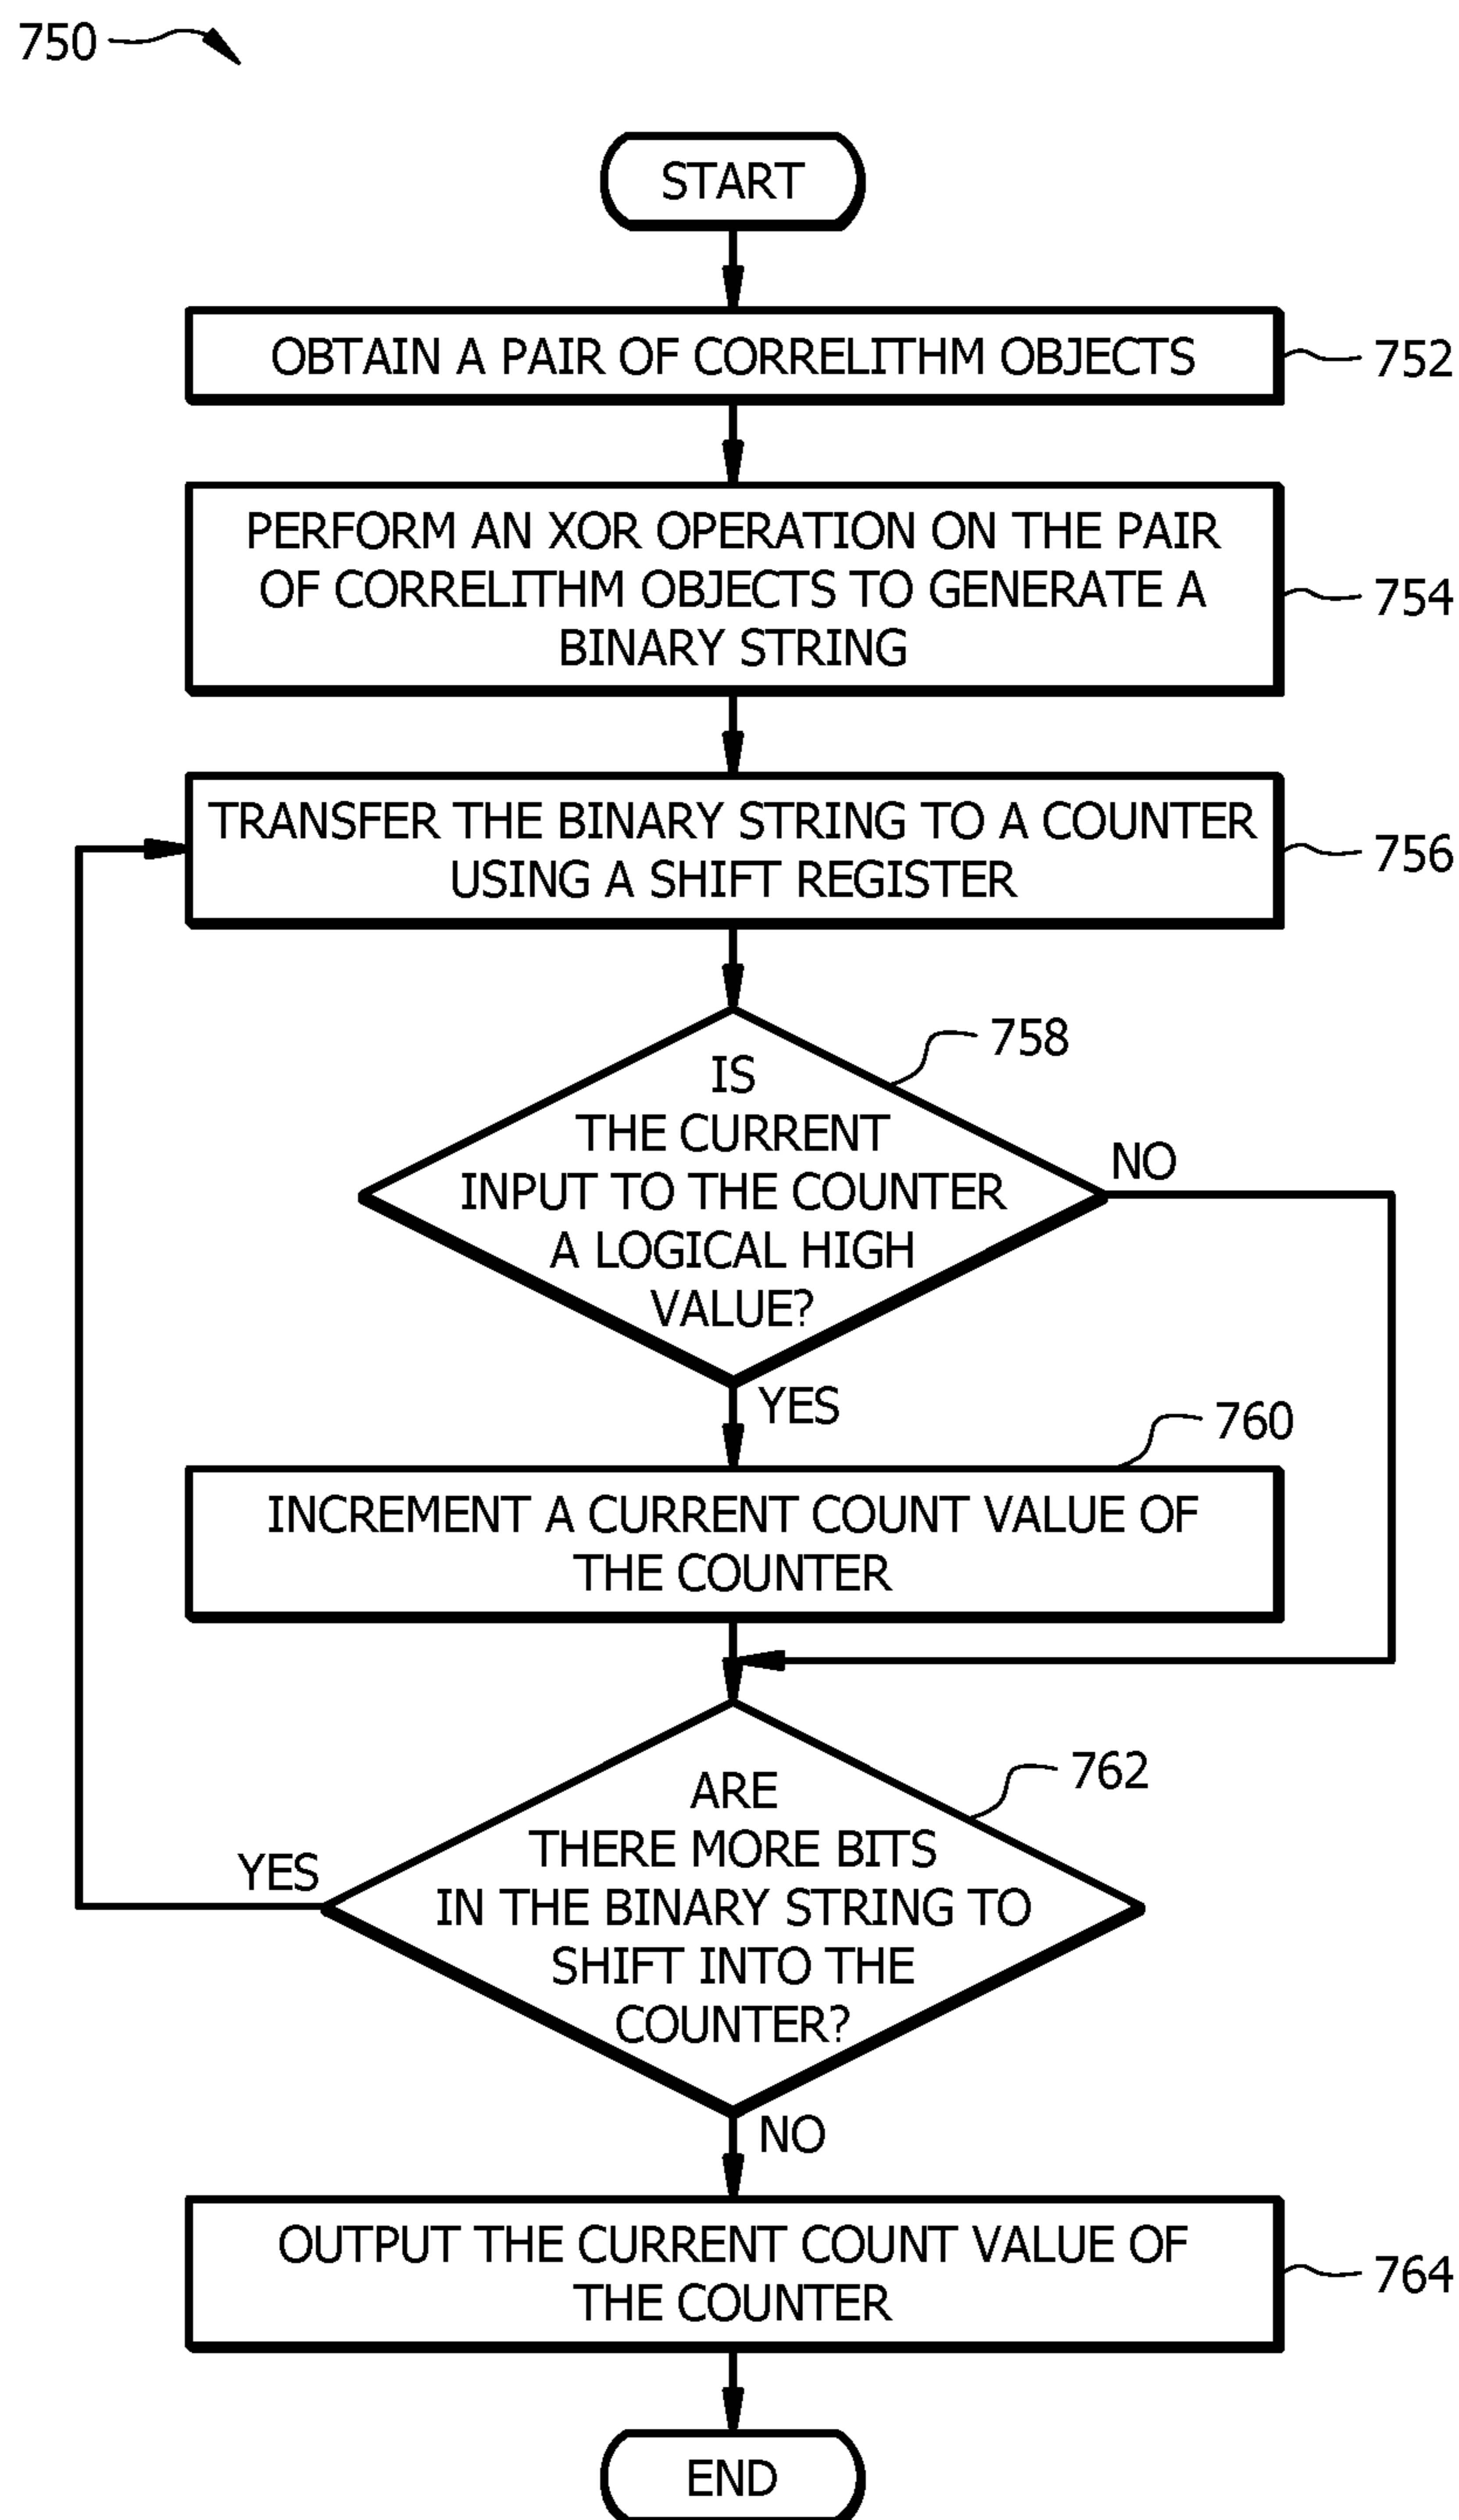 750
START
OBTAIN A PAIR OF CORRELITHM OBJECTS
752
PERFORM AN XOR OPERATION ON THE PAIR
OF CORRELITHM OBJECTS TO GENERATE A
BINARY STRING
754
TRANSFER THE BINARY STRING TO A COUNTER
USING A SHIFT REGISTER
756
758
IS
THE CURRENT
INPUT TO THE COUNTER
A LOGICAL HIGH
VALUE?
NO
YES
760
INCREMENT A CURRENT COUNT VALUE OF
THE COUNTER
762
ARE
THERE MORE BITS
IN THE BINARY STRING TO
SHIFT INTO THE
COUNTER?
YES
NO
OUTPUT THE CURRENT COUNT VALUE OF
THE COUNTER
764
END